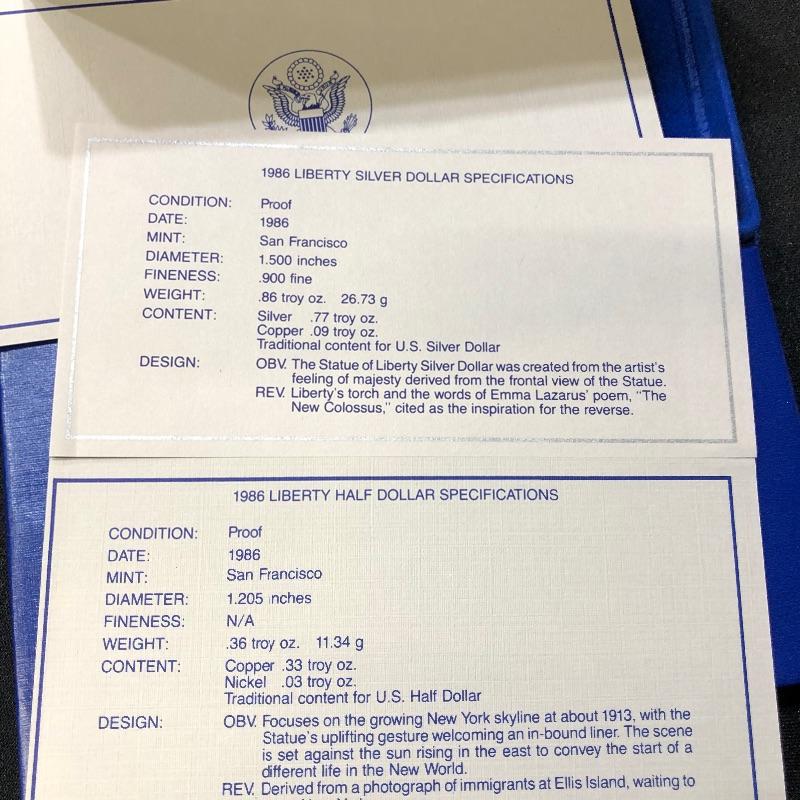 1986 LIBERTY SILVER DOLLAR SPECIFICATIONS
CONDITION: Proof
DATE: 1986
MINT: San Francisco
DIAMETER: 1.500 inches
FINENESS: .900 fine
WEIGHT: .86 troy oz. 26.73 g
CONTENT: Silver .77 troy oz.
Copper .09 troy oz.
Traditional content for U.S. Silver Dollar
DESIGN: OBV. The Statue of Liberty Silver Dollar was created from the artist's
feeling of majesty derived from the frontal view of the Statue.
REV. Liberty's torch and the words of Emma Lazarus' poem, "The
New Colossus," cited as the inspiration for the reverse.
1986 LIBERTY HALF DOLLAR SPECIFICATIONS
CONDITION: Proof
DATE: 1986
MINT: San Francisco
DIAMETER: 1.205 inches
FINENESS: N/A
WEIGHT: .36 troy oz. 11.34 g
CONTENT: Copper .33 troy oz.
Nickel .03 troy oz.
Traditional content for U.S. Half Dollar
DESIGN: OBV. Focuses on the growing New York skyline at about 1913, with the
Statue's uplifting gesture welcoming an in-bound liner. The scene
is set against the sun rising in the east to convey the start of a
different life in the New World.
REV. Derived from a photograph of immigrants at Ellis Island, waiting to